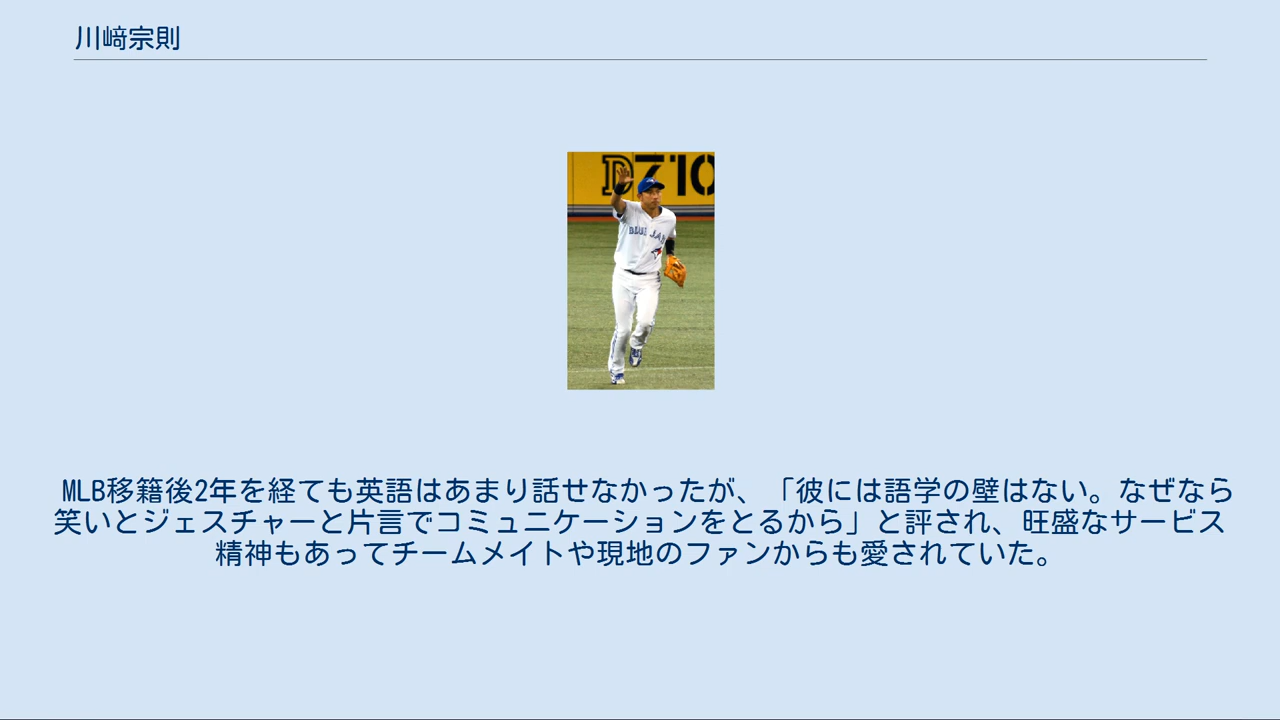 川﨑宗則
D710
BLUE JAY
MLB移籍後2年を経ても英語はあまり話せなかったが、「彼には語学の壁はない。なぜなら
笑いとジェスチャーと片言でコミュニケーションをとるから」と評され、旺盛なサービス
精神もあってチームメイトや現地のファンからも愛されていた。